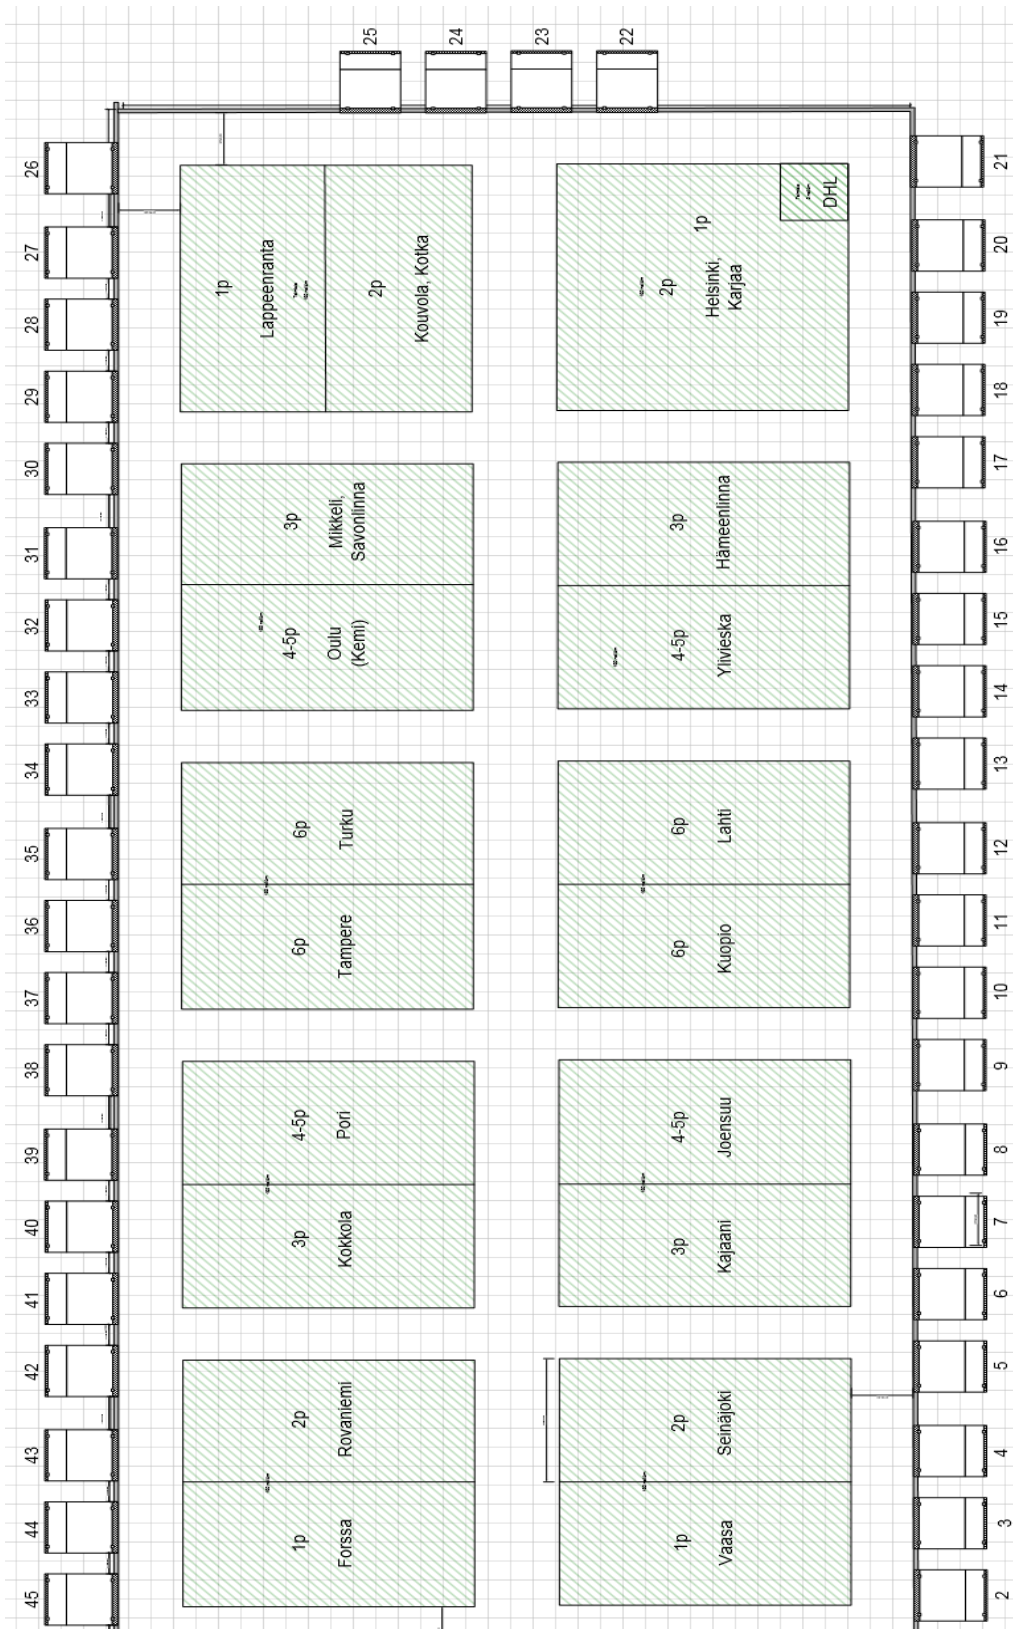 25
24
23
22
26
27
28
29
30
31
32
33
34
35
36
37
38
39
40
41
42
43
44
45
1p
Lappeenranta
2p
Kouvola, Kotka
3p
Mikkeli,
Savonlinna
4-5p
Oulu
(Kemi)
6p
Turku
6p
Tampere
4-5p
Pori
3p
Kokkola
2p
Rovaniemi
1p
Forssa
1p
2p
Helsinki,
Karjaa
DHL
3p
Hämeenlinna
4-5p
Ylivieska
6p
Lahti
6p
Kuopio
4-5p
Joensuu
3p
Kajaani
2p
Seinäjoki
1p
Vaasa
21
20
19
18
17
16
15
14
13
12
11
10
9
8
7
6
5
4
3
2